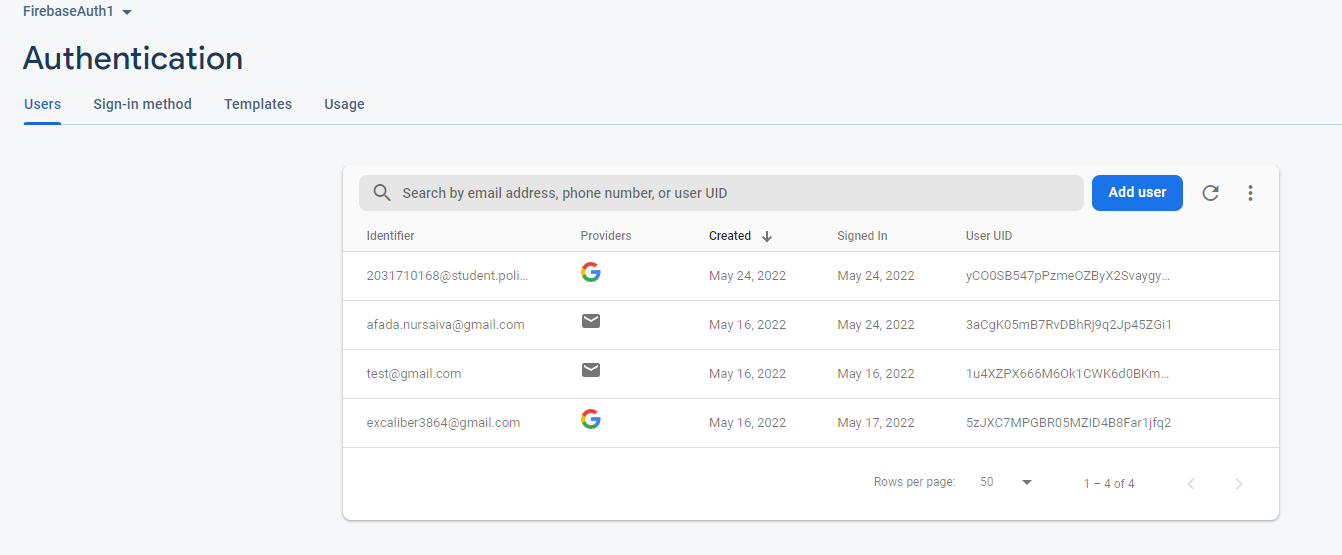 FirebaseAuth1
Authentication
Users Sign-in method Templates Usage
Search by email address, phone number, or user UID Add user
Identifier Providers Created Signed In User UID
2031710168@student.poli... May 24, 2022 May 24, 2022 yCO0SB547pPzmeOZByX2Svaygy...
afada.nursaiva@gmail.com May 16, 2022 May 24, 2022 3aCgK05mB7RvDBhRj9q2Jp45ZGi1
test@gmail.com May 16, 2022 May 16, 2022 1u4XZPX666M6Ok1CWK6d0BKm...
excaliber3864@gmail.com May 16, 2022 May 17, 2022 5zJXC7MPGBR05MZID4B8Far1jfq2
Rows per page: 50 1 – 4 of 4